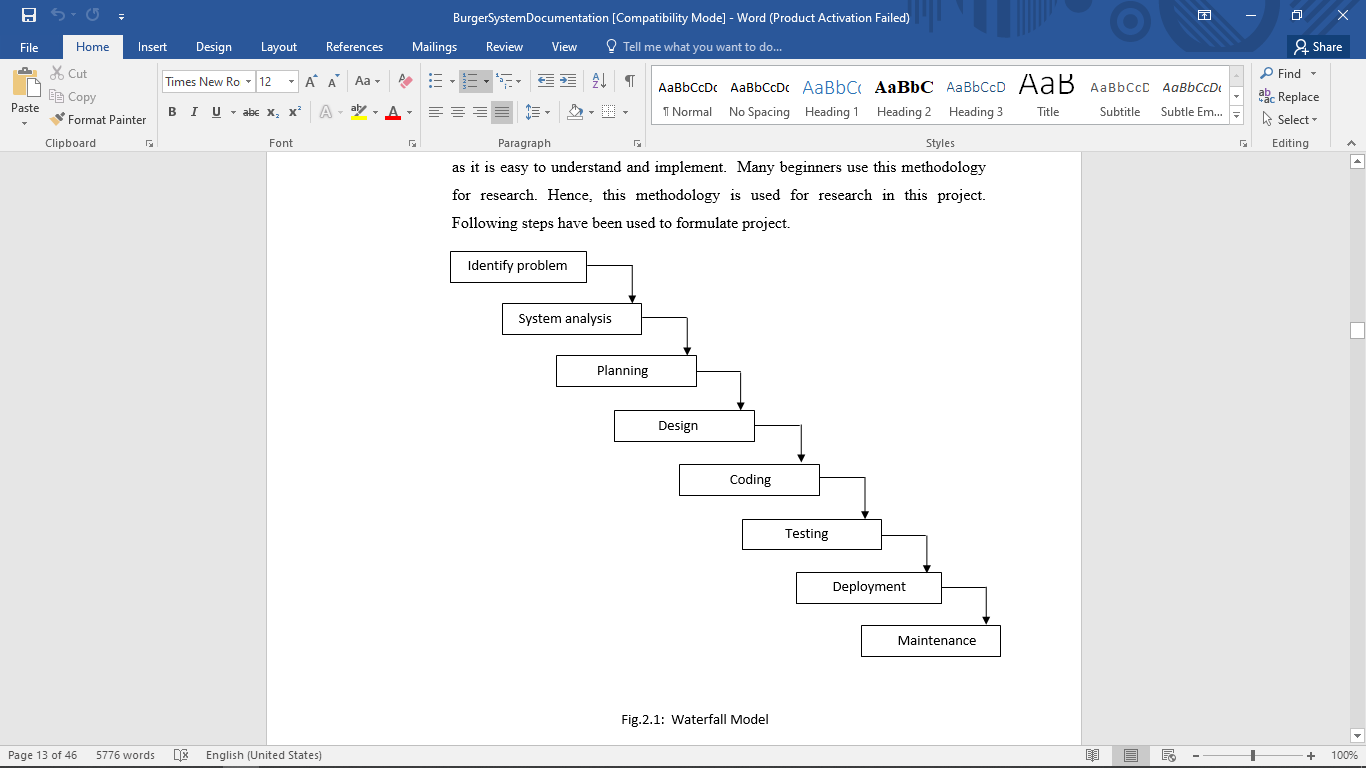 BurgerSystemDocumentation [Compatibility Mode] - Word (Product Activation Failed)
File Home Insert Design Layout References Mailings Review View Tell me what you want to do... Share
Paste
Cut
Copy
Format Painter
Clipboard
Times New Ro 12
Font
Paragraph
AaBbCcDc AaBbCcDc AaBbCc AaBbC AaBbCcD AaB AaBbCcD AaBbCcDc
¶ Normal No Spacing Heading 1 Heading 2 Heading 3 Title Subtitle Subtle Em...
Styles
Find
Replace
Select
Editing
as it is easy to understand and implement. Many beginners use this methodology
for research. Hence, this methodology is used for research in this project.
Following steps have been used to formulate project.
Identify problem
System analysis
Planning
Design
Coding
Testing
Deployment
Maintenance
Fig.2.1: Waterfall Model
Page 13 of 46 5776 words English (United States) 100%